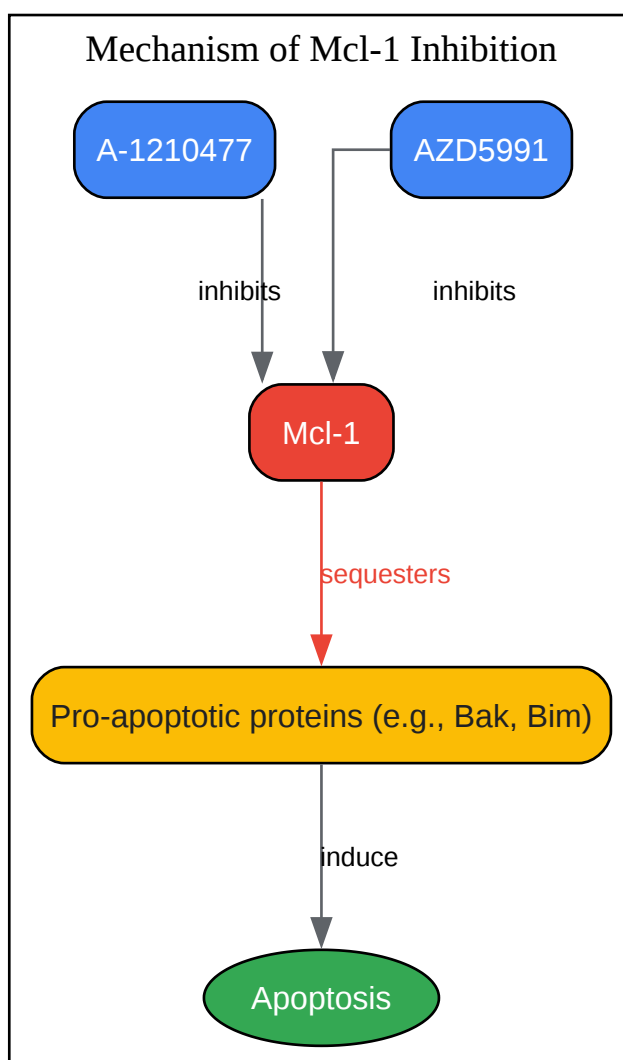 Mechanism of Mcl-1 Inhibition
A-1210477
AZD5991
inhibits
inhibits
Mcl-1
sequesters
Pro-apoptotic proteins (e.g., Bak, Bim)
induce
Apoptosis